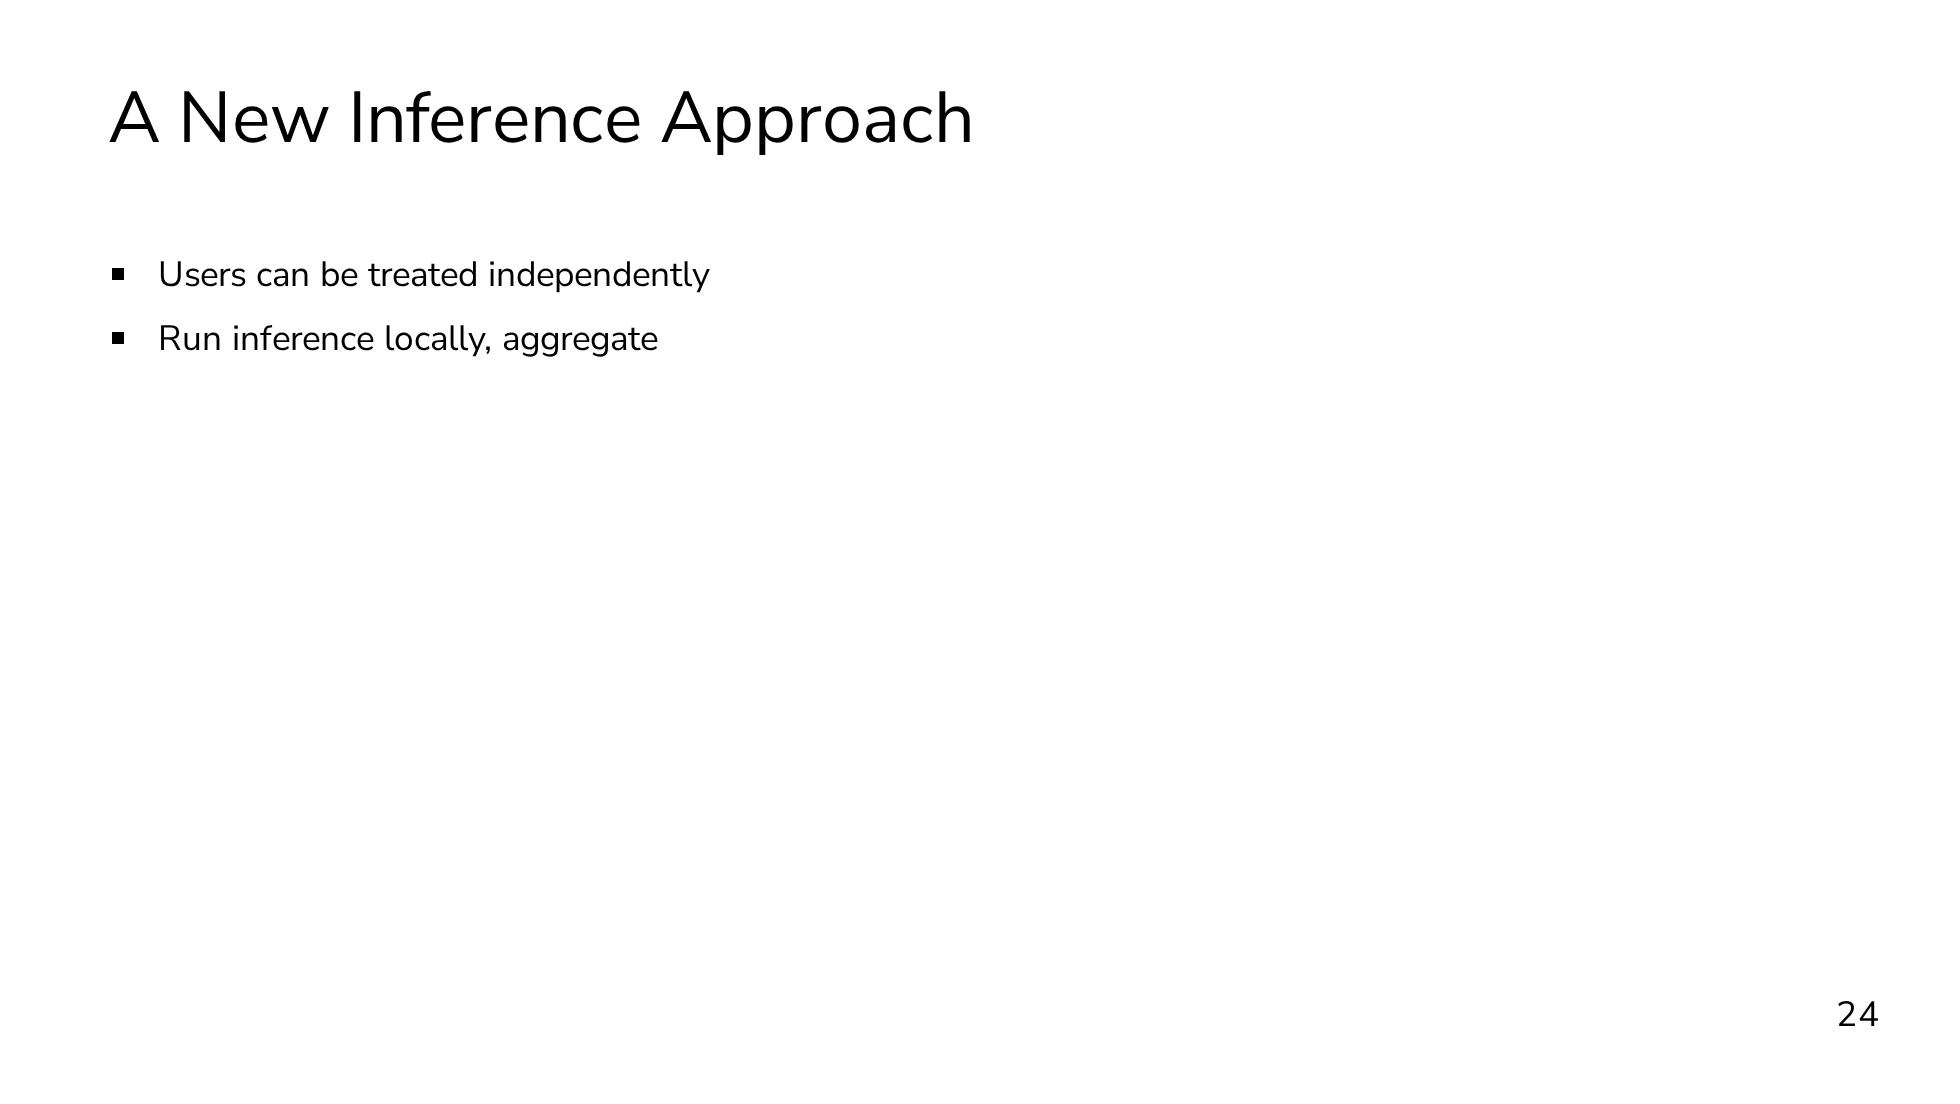 A New Inference Approach
▪ Users can be treated independently
▪ Run inference locally, aggregate
24